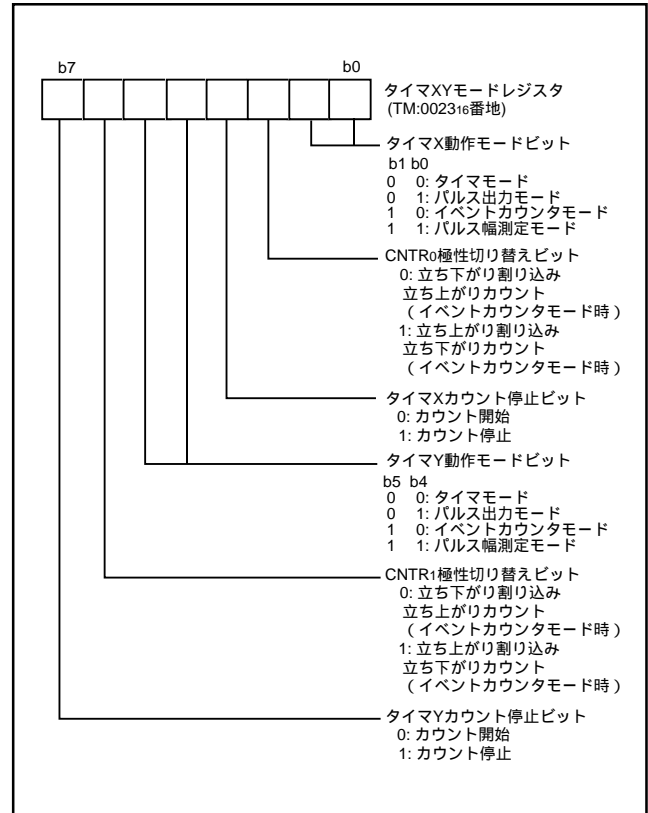 b7 b0
タイマXYモードレジスタ
(TM:002316番地)
タイマX動作モードビット
b1 b0
0 0: タイマモード
0 1: パルス出力モード
1 0: イベントカウンタモード
1 1: パルス幅測定モード
CNTR0極性切り替えビット
0: 立ち下がり割り込み
立ち上がりカウント
(イベントカウンタモード時)
1: 立ち上がり割り込み
立ち下がりカウント
(イベントカウンタモード時)
タイマXカウント停止ビット
0: カウント開始
1: カウント停止
タイマY動作モードビット
b5 b4
0 0: タイマモード
0 1: パルス出力モード
1 0: イベントカウンタモード
1 1: パルス幅測定モード
CNTR1極性切り替えビット
0: 立ち下がり割り込み
立ち上がりカウント
(イベントカウンタモード時)
1: 立ち上がり割り込み
立ち下がりカウント
(イベントカウンタモード時)
タイマYカウント停止ビット
0: カウント開始
1: カウント停止